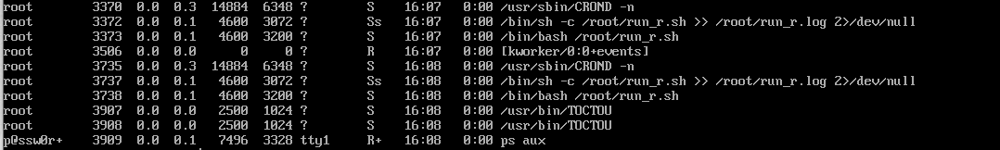 root 3370 0.0 0.3 14884 6348 ? S 16:07 0:00 /usr/sbin/CROND -n
root 3372 0.0 0.1 4600 3072 ? Ss 16:07 0:00 /bin/sh -c /root/run_r.sh >> /root/run_r.log 2>/dev/null
root 3373 0.0 0.1 4600 3200 ? S 16:07 0:00 /bin/bash /root/run_r.sh
root 3506 0.0 0.0 0 0 ? R 16:07 0:00 [kworker/0:0+events]
root 3735 0.0 0.3 14884 6348 ? S 16:08 0:00 /usr/sbin/CROND -n
root 3737 0.0 0.1 4600 3072 ? Ss 16:08 0:00 /bin/sh -c /root/run_r.sh >> /root/run_r.log 2>/dev/null
root 3738 0.0 0.1 4600 3200 ? S 16:08 0:00 /bin/bash /root/run_r.sh
root 3907 0.0 0.0 2500 1024 ? S 16:08 0:00 /usr/bin/TOCTOU
root 3908 0.0 0.0 2500 1024 ? S 16:08 0:00 /usr/bin/TOCTOU
p@ssw0r+ 3909 0.0 0.1 7496 3328 tty1 R+ 16:08 0:00 ps aux